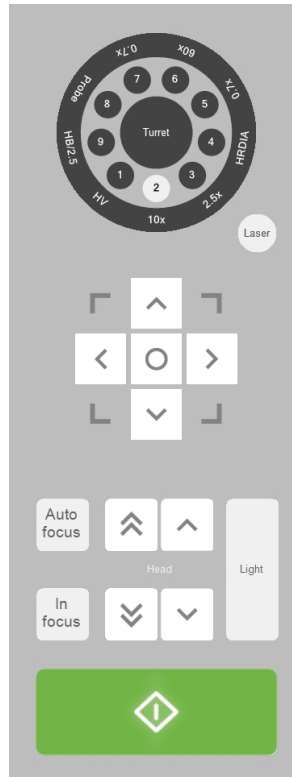 0.7x
60x
0.7x
HRDIA
2.5x
10x
HV
HB/2.5
Probe
7
6
8
5
Turret
9
4
1
3
2
Laser
Auto
focus
Head
Light
In
focus